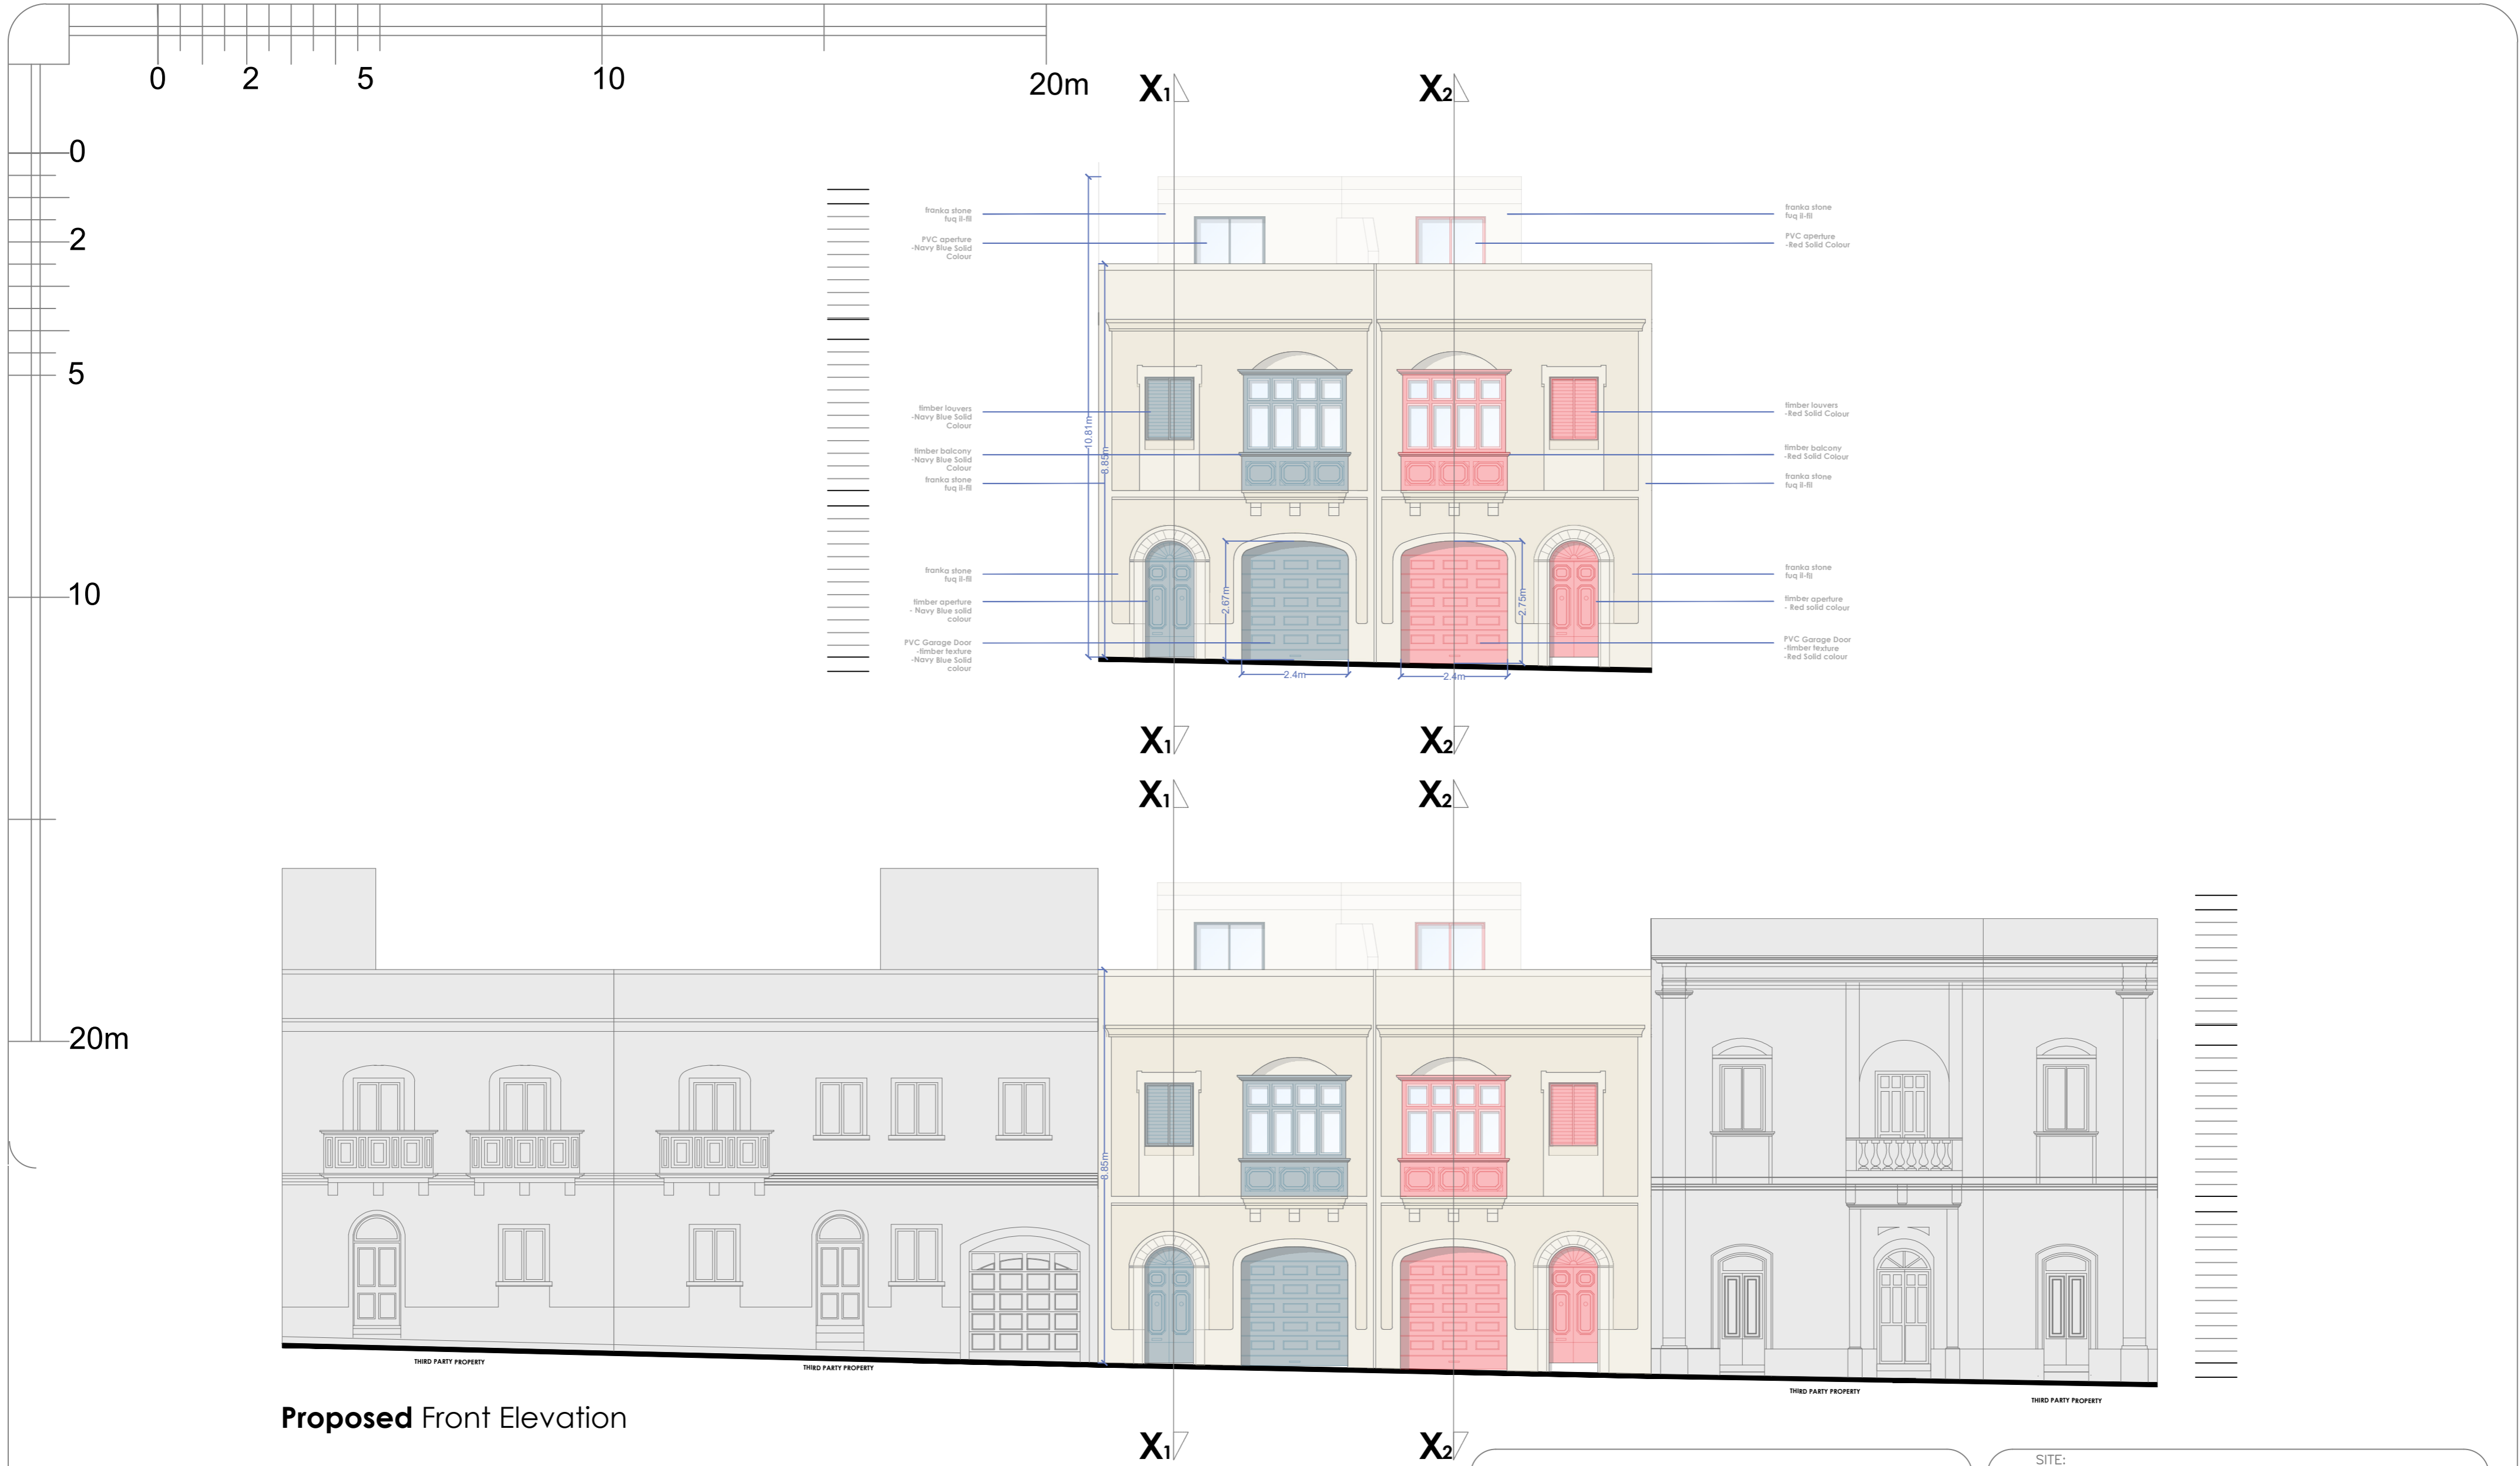 0
2
5
10
20m
X1
X2
0
2
5
10
20m
franka stone
fuq il-fil
PVC aperture
-Navy Blue Solid
Colour
timber louvers
-Navy Blue Solid
Colour
timber balcony
-Navy Blue Solid
Colour
franka stone
fuq il-fil
franka stone
fuq il-fil
timber aperture
- Navy Blue solid
colour
PVC Garage Door
-timber texture
-Navy Blue Solid
colour
10.81m
8.85m
2.67m
2.4m
2.4m
2.75m
franka stone
fuq il-fil
PVC aperture
-Red Solid Colour
timber louvers
-Red Solid Colour
timber balcony
-Red Solid Colour
franka stone
fuq il-fil
franka stone
fuq il-fil
timber aperture
- Red solid colour
PVC Garage Door
-timber texture
-Red Solid colour
X1
X2
X1
X2
8.85m
THIRD PARTY PROPERTY
THIRD PARTY PROPERTY
THIRD PARTY PROPERTY
THIRD PARTY PROPERTY
Proposed Front Elevation
X1
X2
SITE: